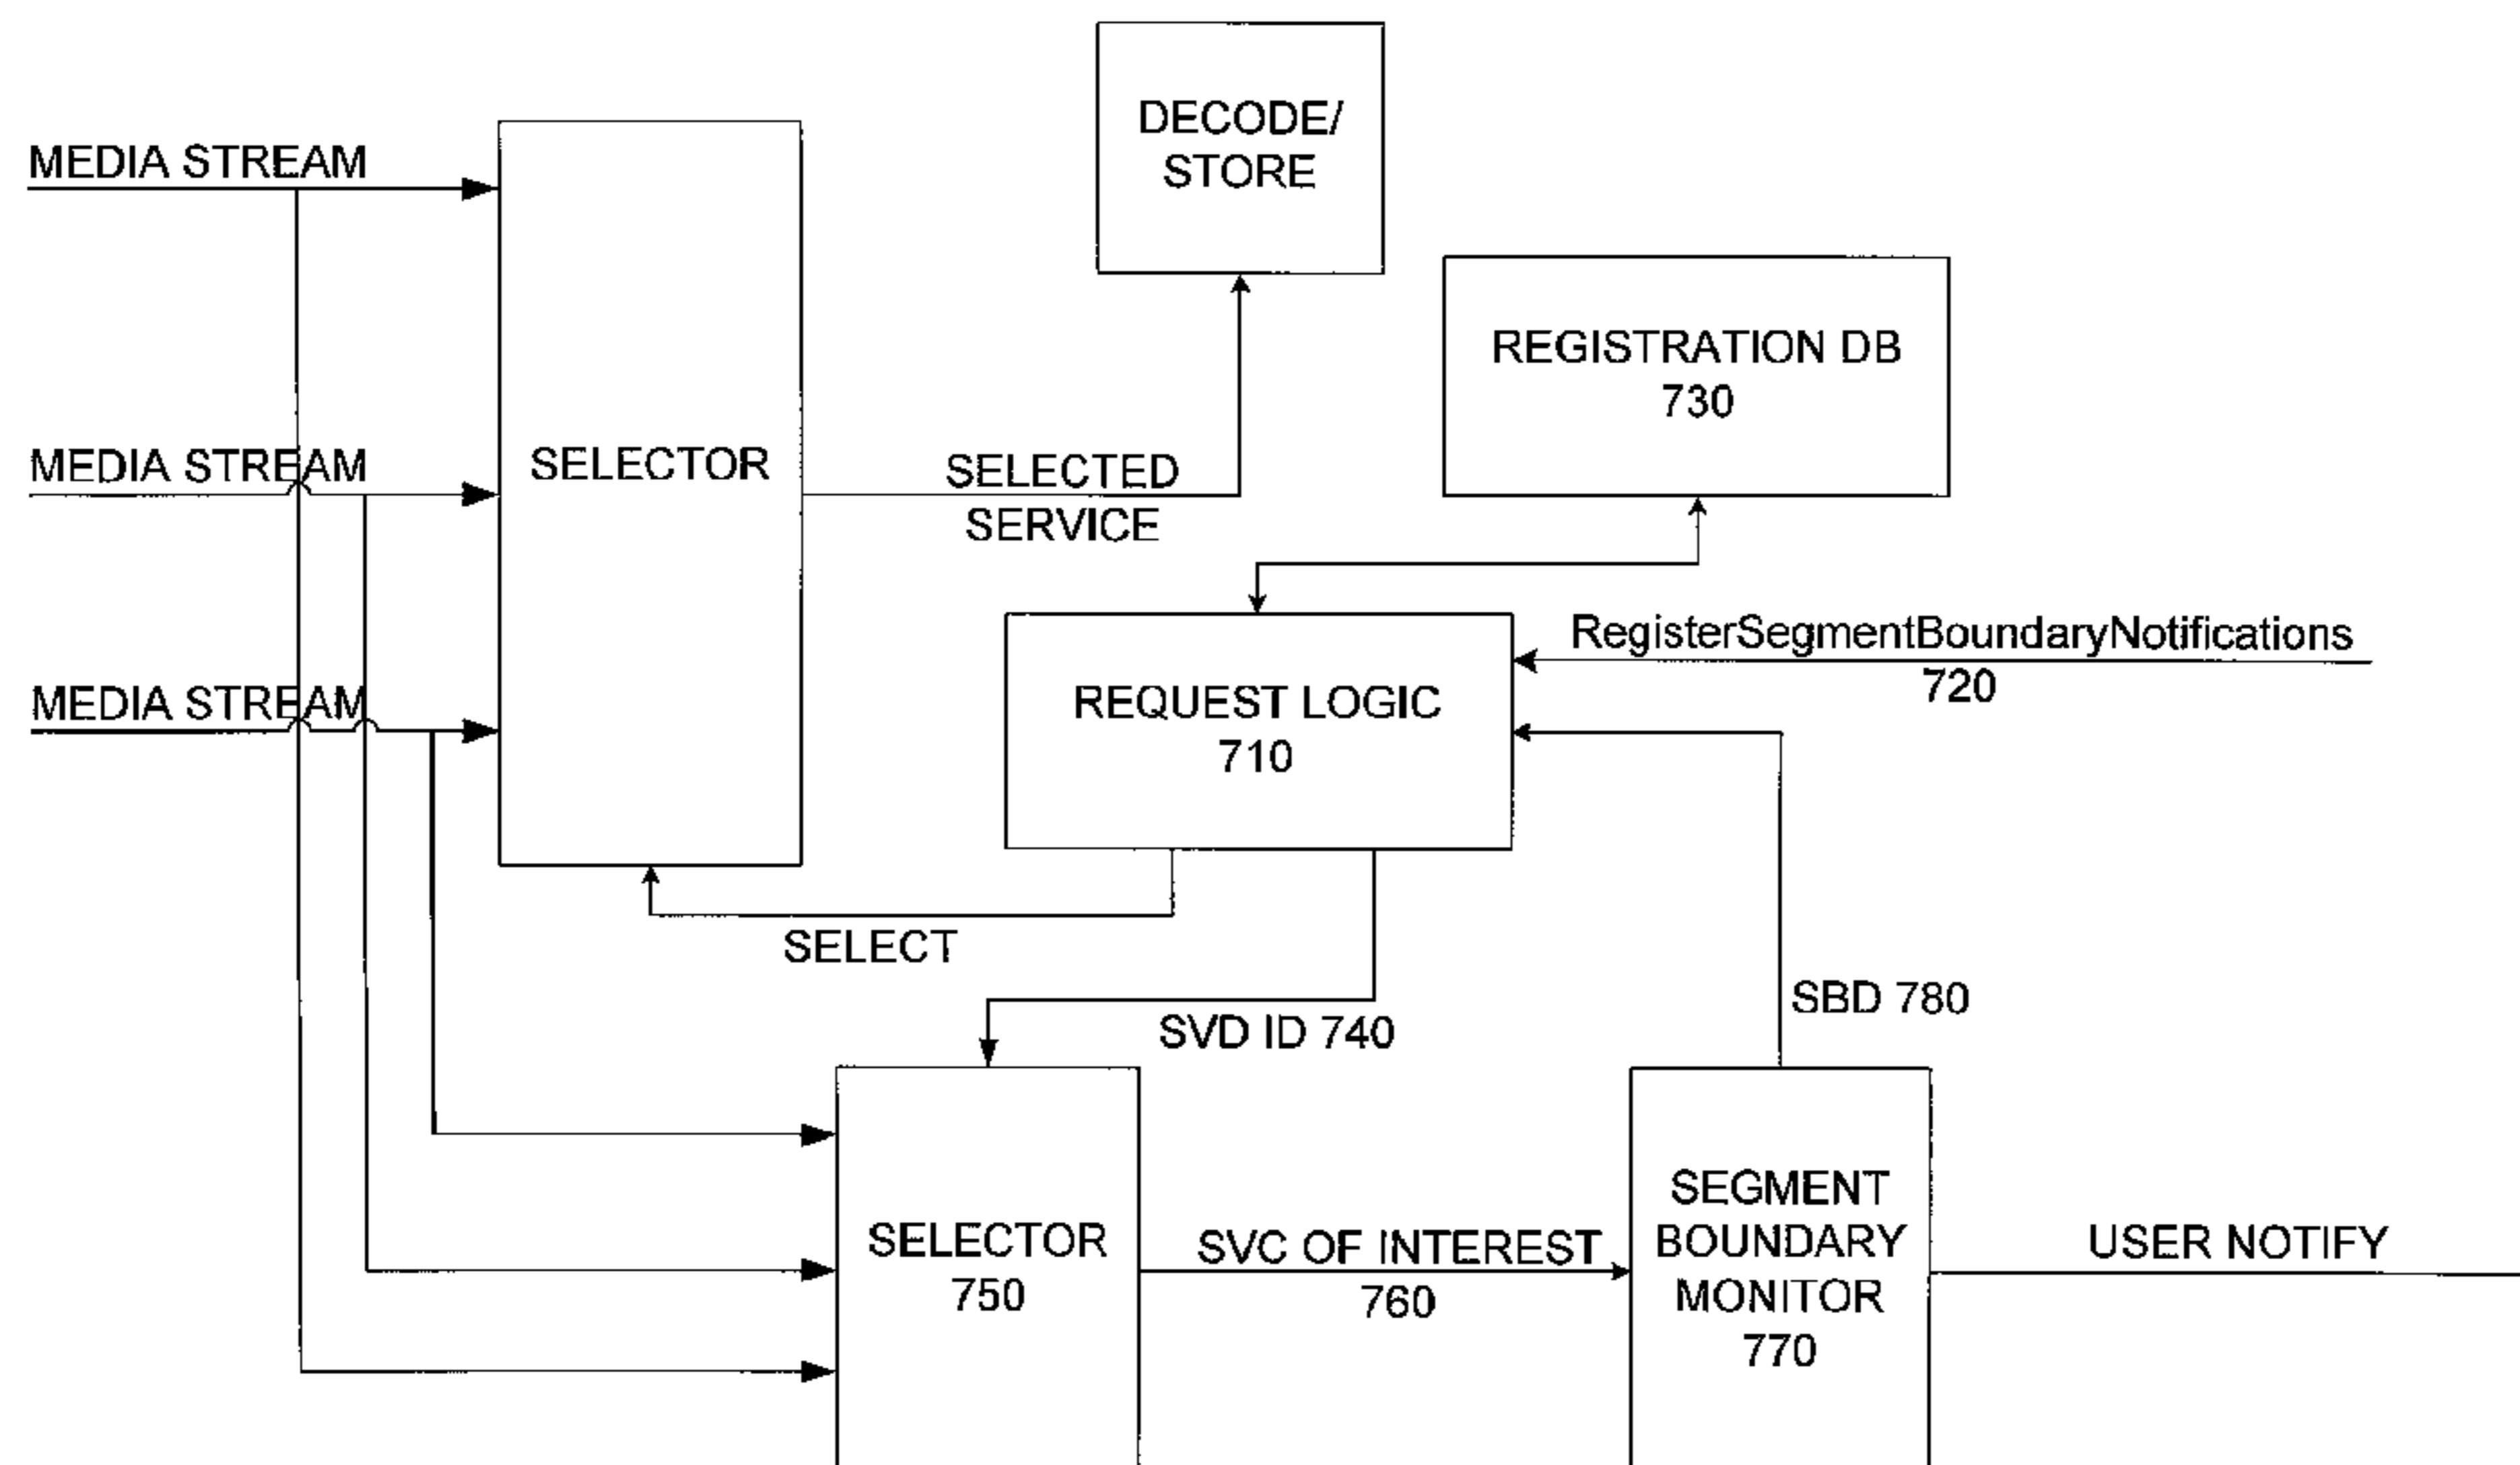 DECODE/
STORE
MEDIA STREAM
REGISTRATION DB
730
MEDIA STREAM
SELECTOR
SELECTED
SERVICE
RegisterSegmentBoundaryNotifications
720
MEDIA STREAM
REQUEST LOGIC
710
SELECT
SBD 780
SVD ID 740
SELECTOR
750
SVC OF INTEREST
760
SEGMENT
BOUNDARY
MONITOR
770
USER NOTIFY